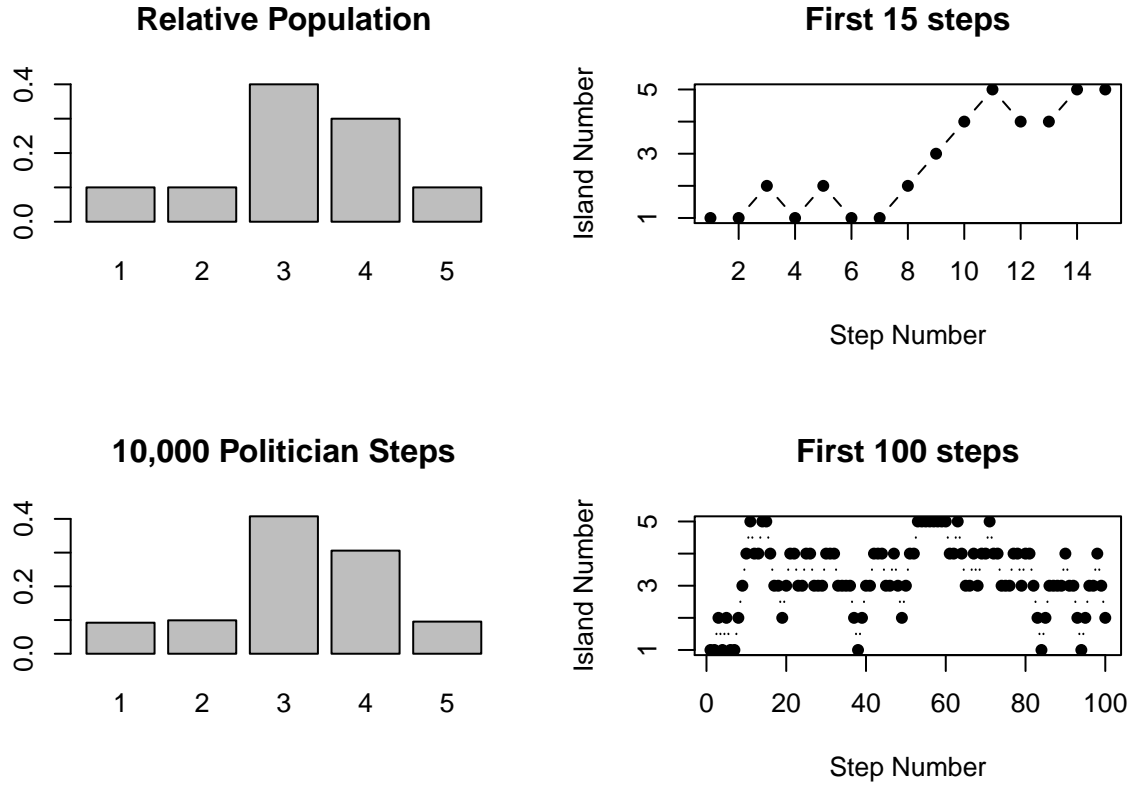 Relative Population
0.0
0.2
0.4
1 2 3 4 5
First 15 steps
Island Number
1
3
5
2 4 6 8 10 12 14
Step Number
10,000 Politician Steps
0.0
0.2
0.4
1 2 3 4 5
First 100 steps
Island Number
1
3
5
0 20 40 60 80 100
Step Number